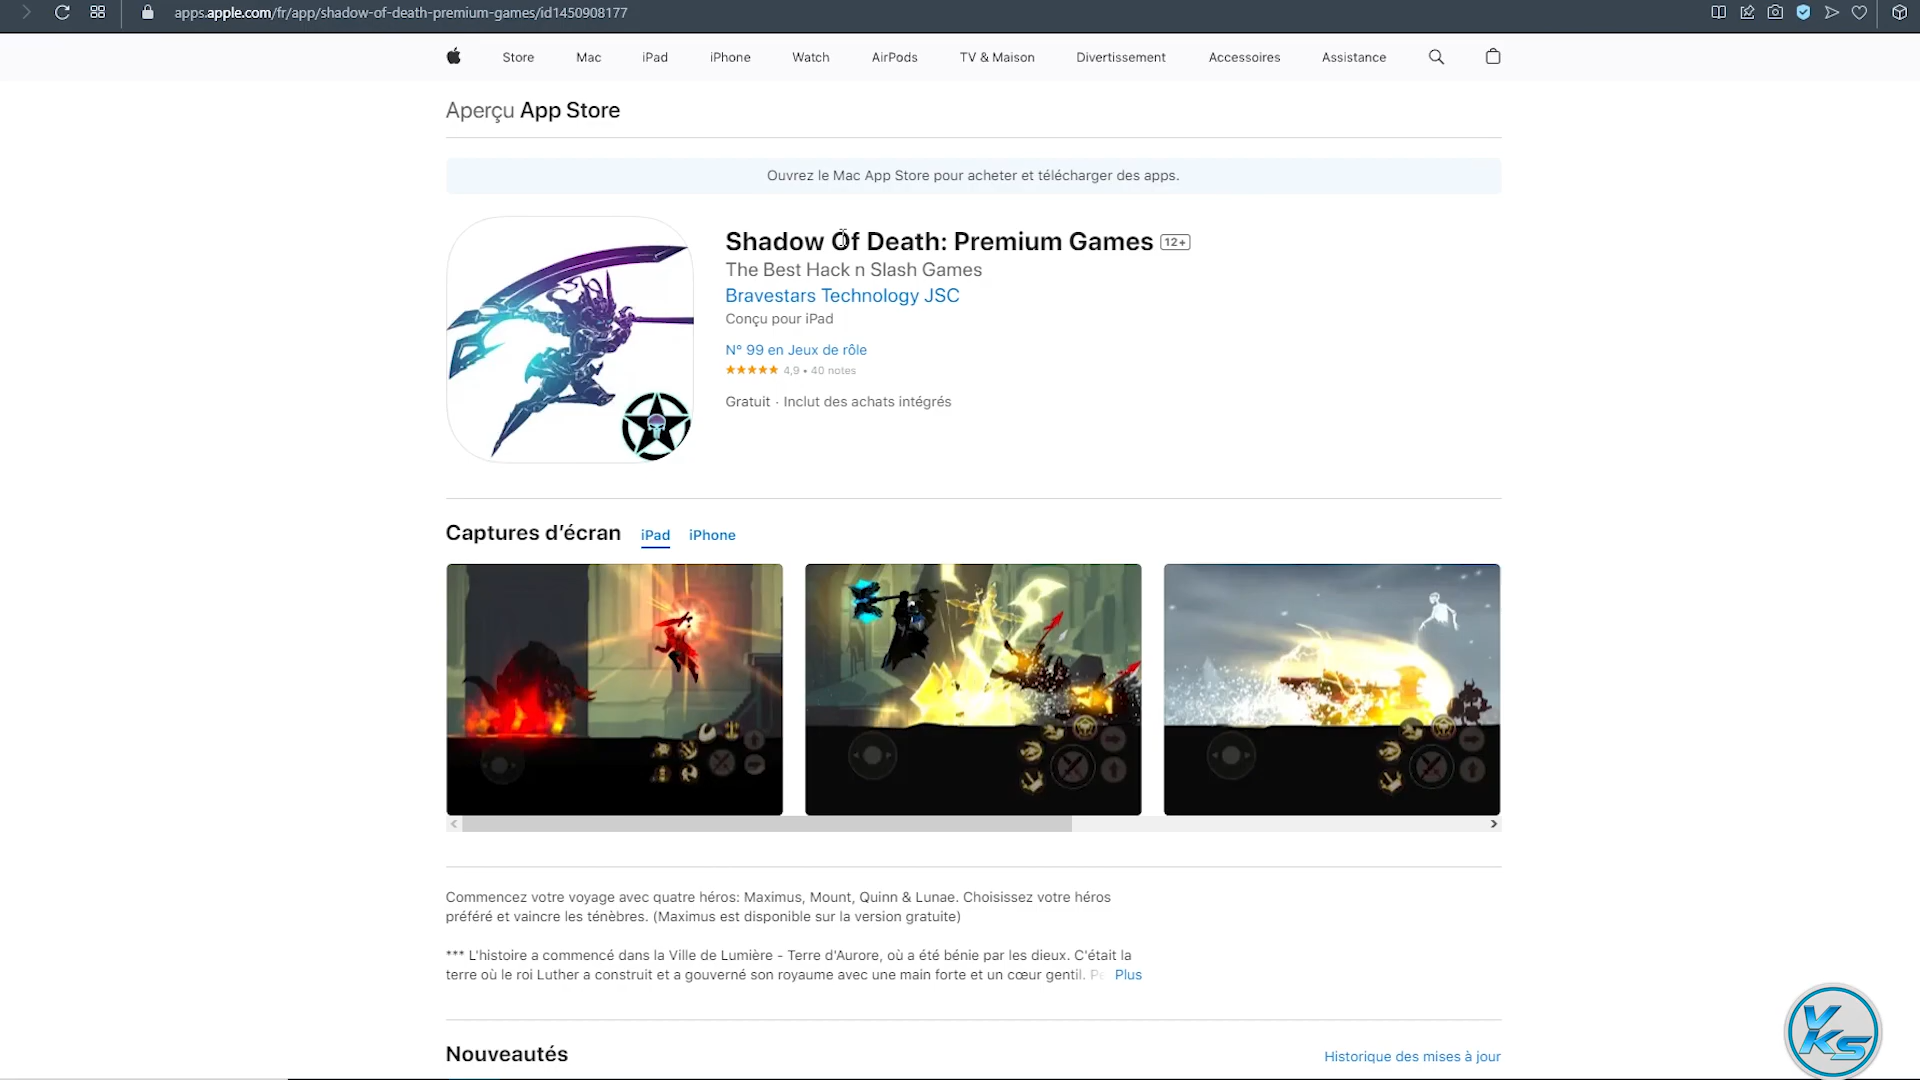 apps.apple.com/fr/app/shadow-of-death-premium-games/id1450908177
Store Mac iPad iPhone Watch AirPods TV & Maison Divertissement Accessoires Assistance
Aperçu App Store
Ouvrez le Mac App Store pour acheter et télécharger des apps.
Shadow Of Death: Premium Games 12+
The Best Hack n Slash Games
Bravestars Technology JSC
Conçu pour iPad
N° 99 en Jeux de rôle
4,9 • 40 notes
Gratuit · Inclut des achats intégrés
Captures d’écran iPad iPhone
Commencez votre voyage avec quatre héros: Maximus, Mount, Quinn & Lunae. Choisissez votre héros
préféré et vaincre les ténèbres. (Maximus est disponible sur la version gratuite)
*** L'histoire a commencé dans la Ville de Lumière - Terre d'Aurore, où a été bénie par les dieux. C'était la
terre où le roi Luther a construit et a gouverné son royaume avec une main forte et un cœur gentil. Plus
Nouveautés Historique des mises à jour
VKS